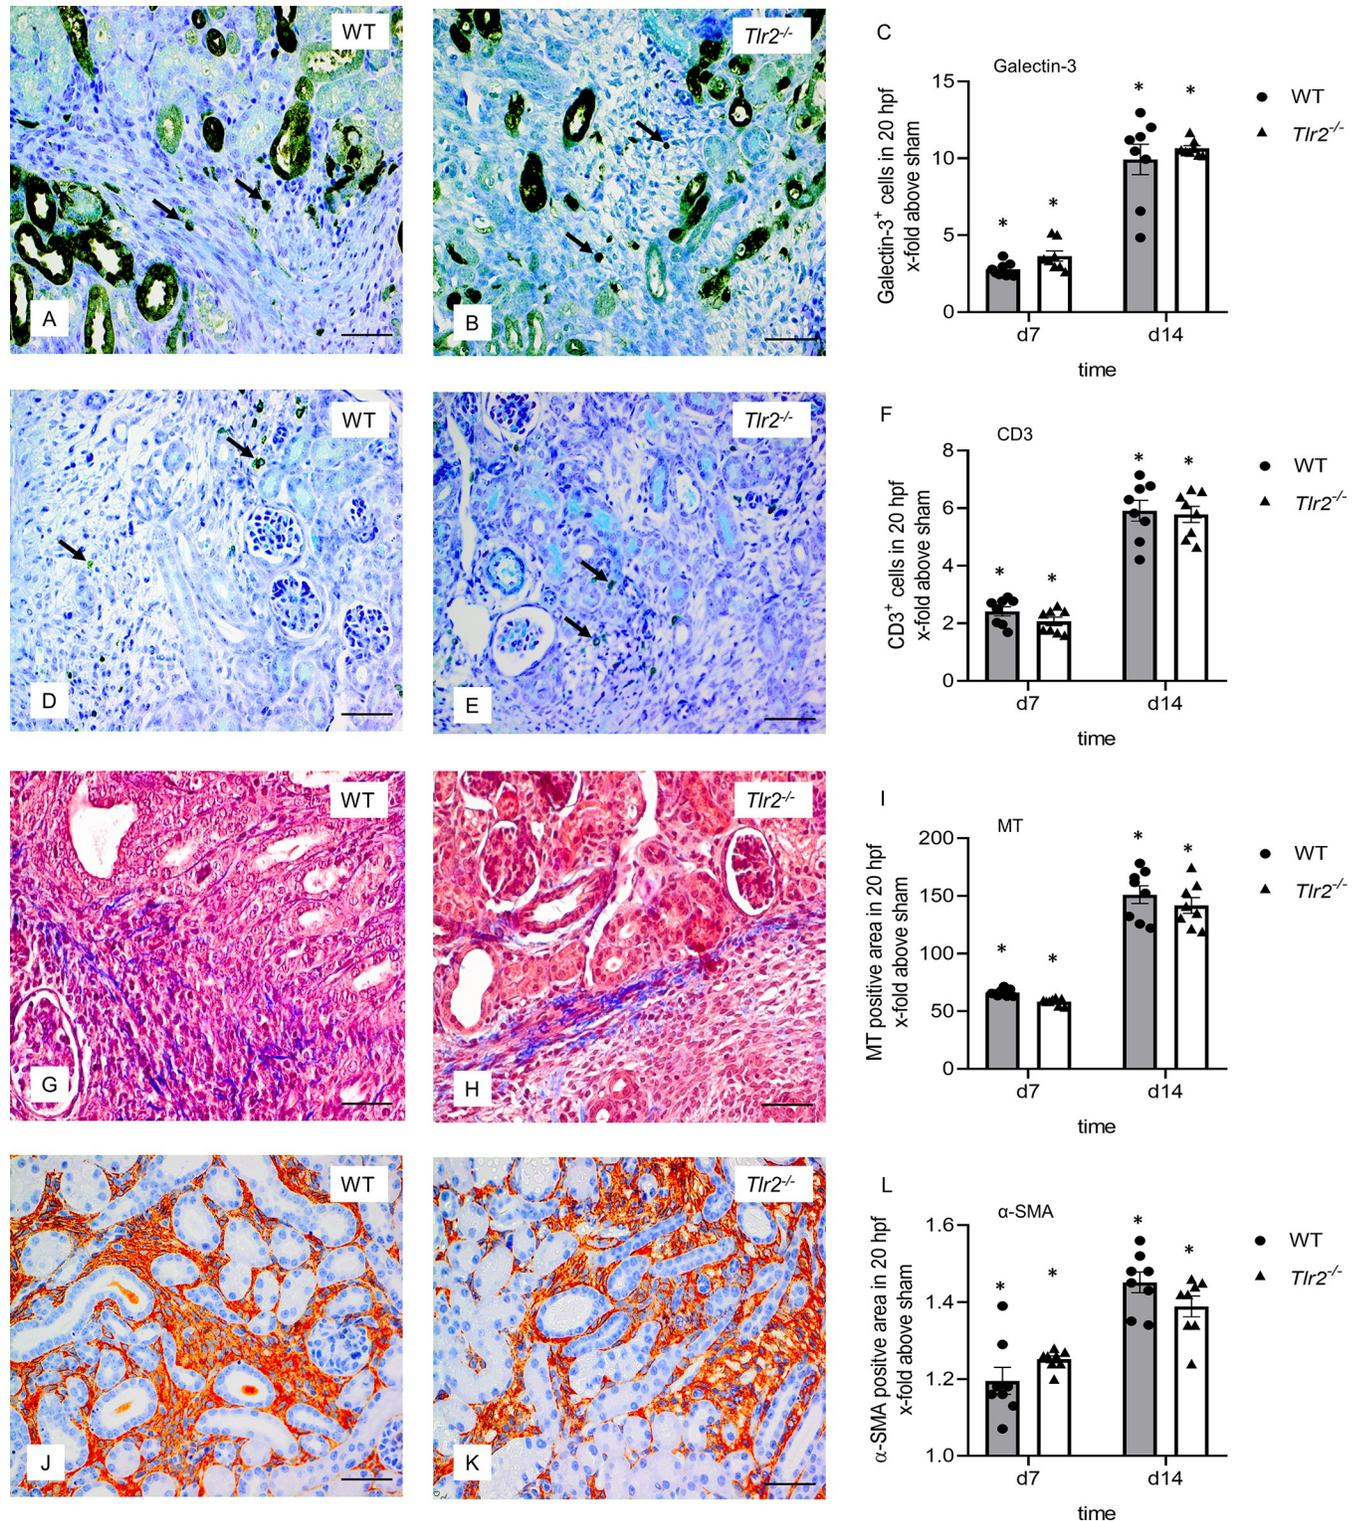 WT
A
Tlr2-/-
B
C
Galectin-3
Galectin-3+ cells in 20 hpf
x-fold above sham
15
10
5
0
* * * *
d7 d14
time
WT
Tlr2-/-
WT
D
Tlr2-/-
E
F
CD3
CD3+ cells in 20 hpf
x-fold above sham
8
6
4
2
0
* * * *
d7 d14
time
WT
Tlr2-/-
WT
G
Tlr2-/-
H
I
MT
MT positive area in 20 hpf
x-fold above sham
200
150
100
50
0
* * * *
d7 d14
time
WT
Tlr2-/-
WT
J
Tlr2-/-
K
L
α-SMA
α-SMA positve area in 20 hpf
x-fold above sham
1.6
1.4
1.2
1.0
* * * *
d7 d14
time
WT
Tlr2-/-